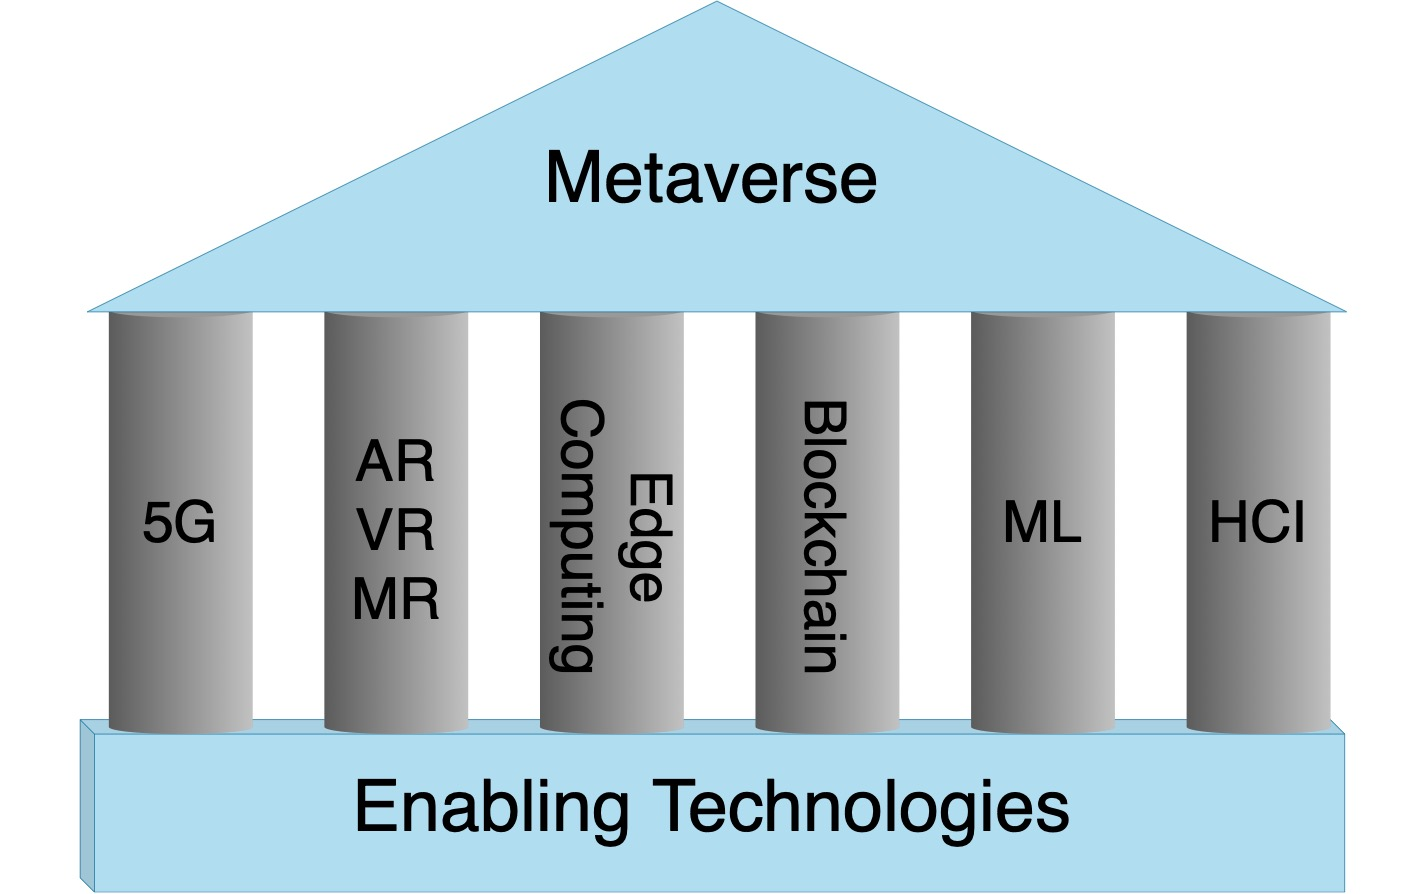 Metaverse
5G
AR
VR
MR
Edge
Computing
Blockchain
ML
HCI
Enabling Technologies